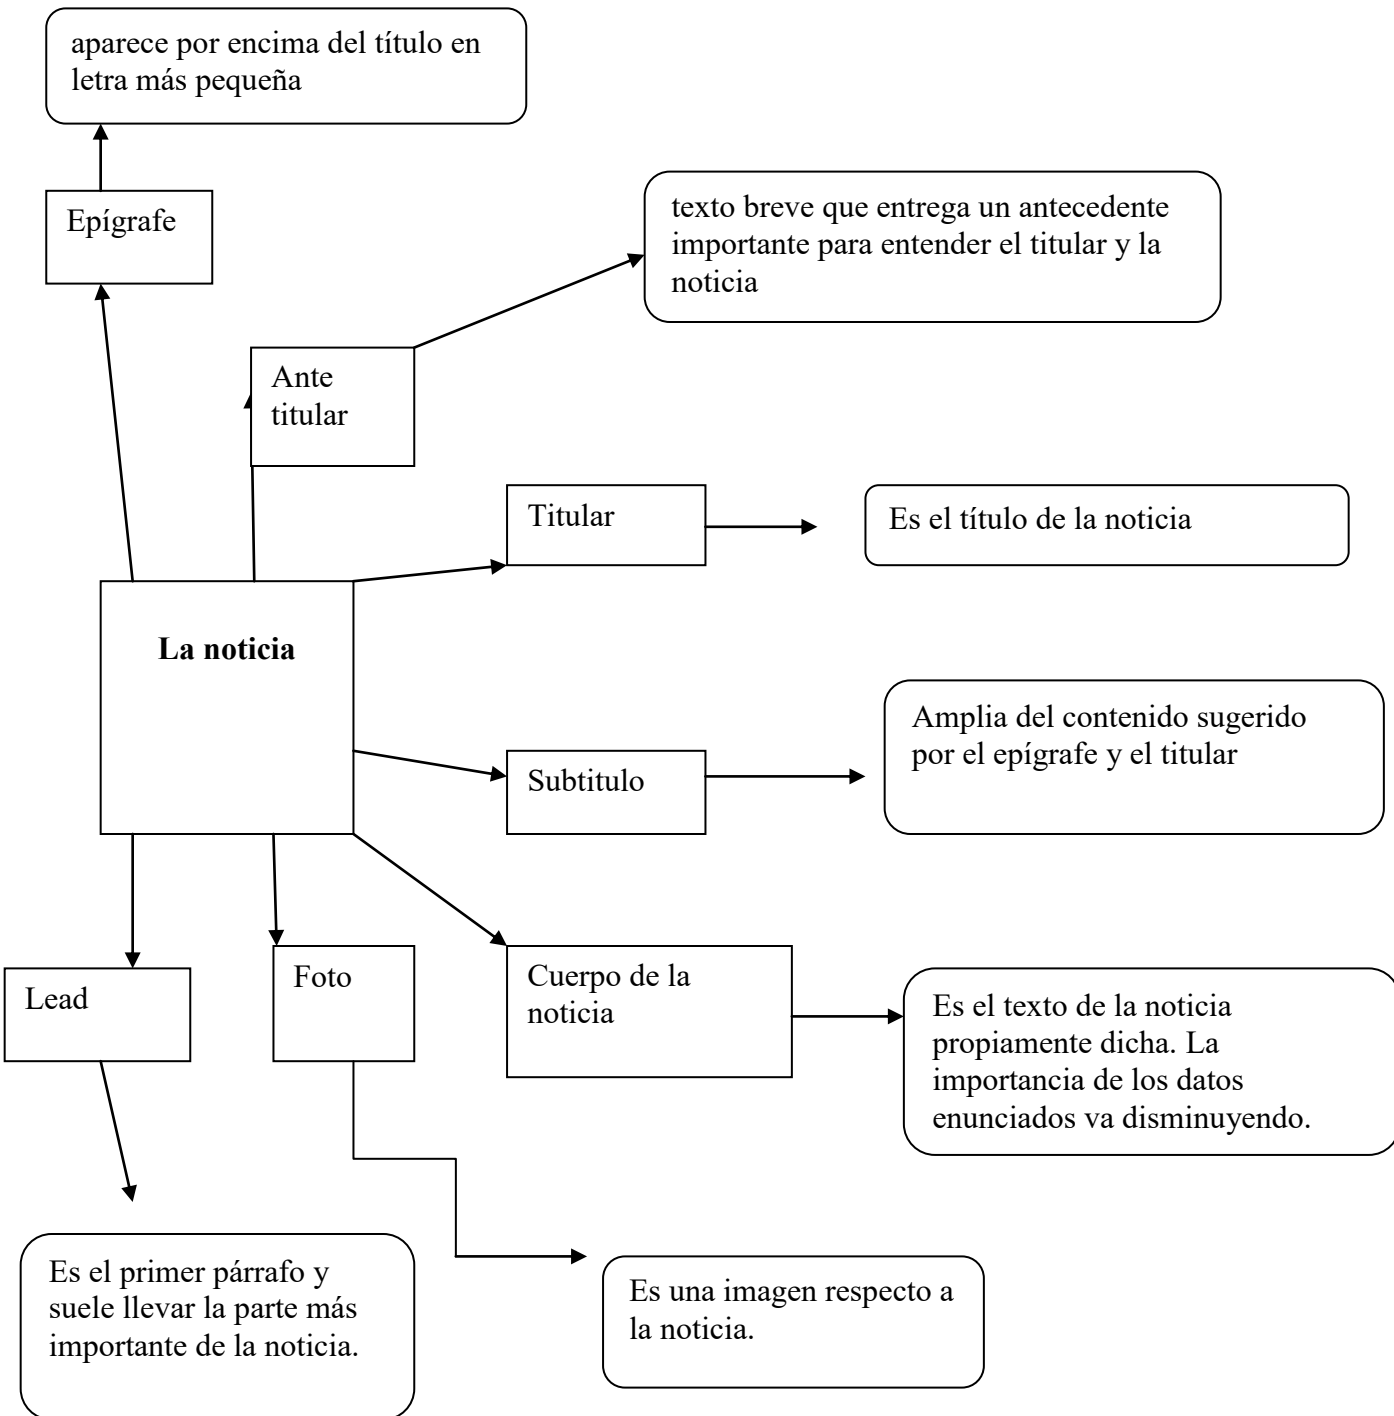 aparece por encima del título en
letra más pequeña
Epígrafe
texto breve que entrega un antecedente
importante para entender el titular y la
noticia
Ante
titular
Titular
Es el título de la noticia
La noticia
Amplia del contenido sugerido
por el epígrafe y el titular
Subtitulo
Lead
Foto
Cuerpo de la
noticia
Es el texto de la noticia
propiamente dicha. La
importancia de los datos
enunciados va disminuyendo.
Es el primer párrafo y
suele llevar la parte más
importante de la noticia.
Es una imagen respecto a
la noticia.